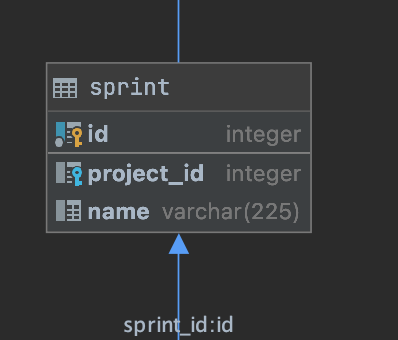 sprint
id integer
project_id integer
name varchar(225)
sprint_id:id